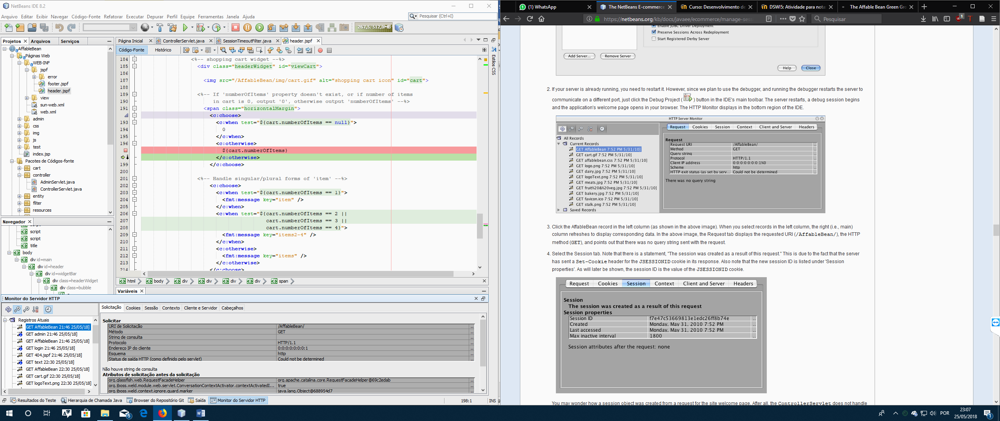 NetBeans IDE 8.2
Arquivo Editar Exibir Navegar Código-Fonte Refatorar Executar Depurar Perfil Equipe Ferramentas Janela Ajuda
Pesquisar (Ctrl+I)
267,5/512,0MB
Projetos Arquivos Serviços
AffableBean
Páginas Web
WEB-INF
jspf
error
footer.jspf
header.jspf
view
sun-web.xml
web.xml
admin
css
img
js
test
index.jsp
Pacotes de Códigos-fonte
cart
controller
AdminServlet.java
ControllerServlet.java
entity
filter
resources
Navegador
script
script
title
body
div id=main
div id=header
div id=widgetBar
div class=headerWidget
div class=bubble
Página Inicial ControllerServlet.java SessionTimeoutFilter.java header.jspf
Código-Fonte Histórico
184 <%-- shopping cart widget --%>
185 <div class="headerWidget" id="viewCart">
186
187 <img src="/AffableBean/img/cart.gif" alt="shopping cart icon" id="cart">
188
189 <%-- If 'numberOfItems' property doesn't exist, or if number of items
190 in cart is 0, output '0', otherwise output 'numberOfItems' --%>
191 <span class="horizontalMargin">
<c:choose>
193 <c:when test="${cart.numberOfItems == null}">
194 0
195 </c:when>
196 <c:otherwise>
${cart.numberOfItems}
</c:otherwise>
199 </c:choose>
200
201 <%-- Handle singular/plural forms of 'item' --%>
202 <c:choose>
203 <c:when test="${cart.numberOfItems == 1}">
204 <fmt:message key="item" />
205 </c:when>
206 <c:when test="${cart.numberOfItems == 2 ||
207 cart.numberOfItems == 3 ||
208 cart.numberOfItems == 4}">
209 <fmt:message key="items2-4" />
210 </c:when>
211 <c:otherwise>
212 <fmt:message key="items" />
213 </c:otherwise>
214 </c:choose>
html body div div div div span
Estilos CSS
Variáveis
Monitor do Servidor HTTP
Registros Atuais
GET AffableBean 21:46 25/05/18]
GET admin 21:46 25/05/18]
GET AffableBean 21:46 25/05/18]
GET login 21:46 25/05/18]
GET 404.jspf 21:46 25/05/18]
GET text 22:30 25/05/18]
GET AffableBean 22:30 25/05/18]
GET cart.gif 22:30 25/05/18]
GET logoText.png 22:30 25/05/18]
Solicitação Cookies Sessão Contexto Cliente e Servidor Cabeçalhos
Solicitar
URI de Solicitação /AffableBean/ ..
Método GET ..
String de consulta ..
Protocolo HTTP/1.1 ..
Endereco IP do cliente 0:0:0:0:0:0:0:1 ..
Esquema http ..
Status de saída HTTP (como definido pelo servlet) Could not be determined ..
Não houve string de consulta
Atributos de solicitação antes da solicitação
org.glassfish.web.RequestFacadeHelper org.apache.catalina.core.RequestFacadeHelper@69c2edab ..
org.jboss.weld.module.web.servlet.ConversationContextActivator.contextActivatedI... true ..
org.jboss.weld.context.ignore.guard.marker java.lang.Object@688954d7 ..
Resultados do Teste Hierarquia de Chamada Java Browser do Repositório Git Saída Monitor do Servidor HTTP
198:1 INS
(1) WhatsApp The NetBeans E-commerce Curso: Desenvolvimento de DSWI5: Atividade para nota The Affable Bean Green Gro
https://netbeans.org/kb/docs/javaee/ecommerce/manage-sess
Pesquisar
1
Enable JDBC Driver Deployment
Preserve Sessions Across Redeployment
Start Registered Derby Server
Add Server... Remove Server
Help Close
2. If your server is already running, you need to restart it. However, since we plan to use the debugger, and running the debugger restarts the server to
communicate on a different port, just click the Debug Project ( ) button in the IDE's main toolbar. The server restarts, a debug session begins
and the application's welcome page opens in your browser. The HTTP Monitor displays in the bottom region of the IDE.
HTTP Server Monitor
Request Cookies Session Context Client and Server Headers
All Records
Current Records
GET AffableBean 7:52 PM 5/31/10]
GET cart.gif 7:52 PM 5/31/10]
GET affablebean.css 7:52 PM 5/31/10]
GET logo.png 7:52 PM 5/31/10]
GET dairy.jpg 7:52 PM 5/31/10]
GET logoText.png 7:52 PM 5/31/10]
GET meats.jpg 7:52 PM 5/31/10]
GET fruit%20&%20veg.jpg 7:52 PM 5/31/10]
GET bakery.jpg 7:52 PM 5/31/10]
GET favicon.ico 7:52 PM 5/31/10]
GET stalk.png 7:52 PM 5/31/10]
Saved Records
Request
Request URI /AffableBean/ ..
Method GET ..
Query string ..
Protocol HTTP/1.1 ..
Client IP address 0:0:0:0:0:0:0:1%0 ..
Scheme http ..
HTTP exit status (as set by serv... Could not be determined ..
There was no query string
3. Click the AffableBean record in the left column (as shown in the above image). When you select records in the left column, the right (i.e., main)
column refreshes to display corresponding data. In the above image, the Request tab displays the requested URI (/AffableBean/), the HTTP
method (GET), and points out that there was no query string sent with the request.
4. Select the Session tab. Note that there is a statement, "The session was created as a result of this request." This is due to the fact that the server
has sent a Set-Cookie header for the JSESSIONID cookie in its response. Also note that the new session ID is listed under 'Session
properties'. As will later be shown, the session ID is the value of the JSESSIONID cookie.
Request Cookies Session Context Client and Server Headers
Session
The session was created as a result of this request
Session properties
Session ID f7e47c53669813e1edc26ff8b74e ..
Created Monday, May 31, 2010 7:52 PM ..
Last accessed Monday, May 31, 2010 7:52 PM ..
Max inactive interval 1800 ..
Session attributes after the request: none
You may wonder how a session object was created from a request for the site welcome page. After all, the ControllerServlet does not handle
5
POR
23:07
25/05/2018
1